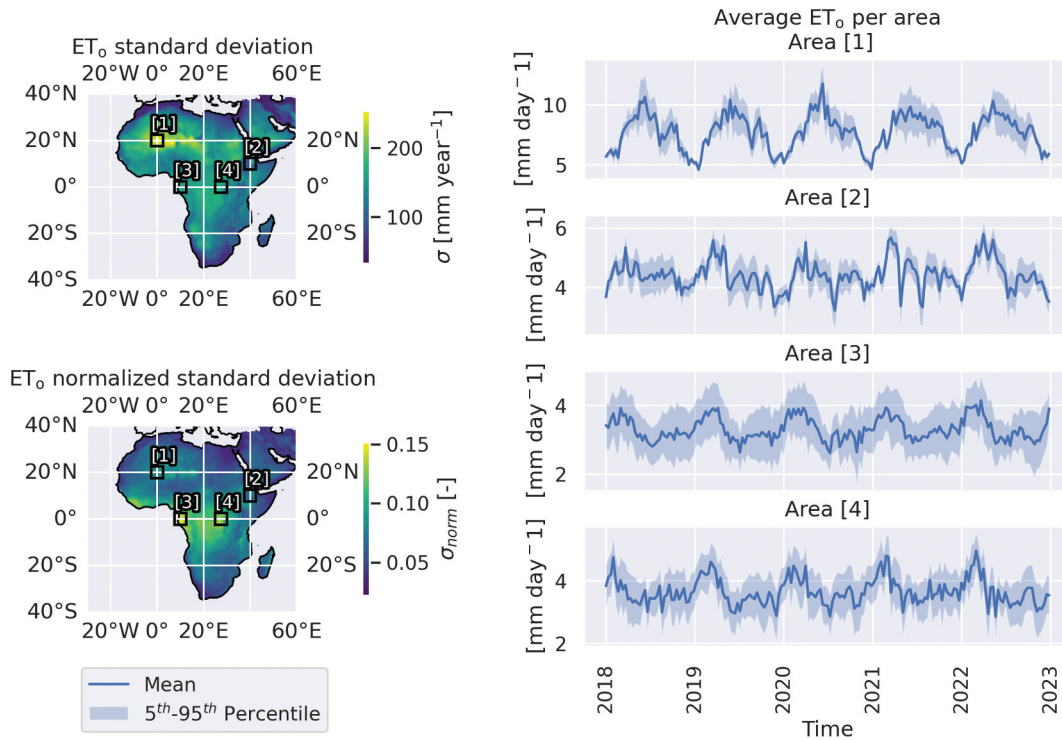 ETₒ standard deviation
20°W 0° 20°E 60°E
40°N
20°N
0°
20°S
40°S
20°N
0°
20°S
20°W 0° 20°E 60°E
[1]
[2]
[3] [4]
200
100
σ [mm year⁻¹]
ETₒ normalized standard deviation
20°W 0° 20°E 60°E
40°N
20°N
0°
20°S
40°S
20°N
0°
20°S
20°W 0° 20°E 60°E
[1]
[2]
[3] [4]
0.15
0.10
0.05
σnorm [-]
Mean
5th-95th Percentile
Average ETₒ per area
Area [1]
10
5
[mm day⁻1]
Area [2]
6
4
[mm day⁻1]
Area [3]
4
2
[mm day⁻1]
Area [4]
4
2
[mm day⁻1]
2018 2019 2020 2021 2022 2023
Time